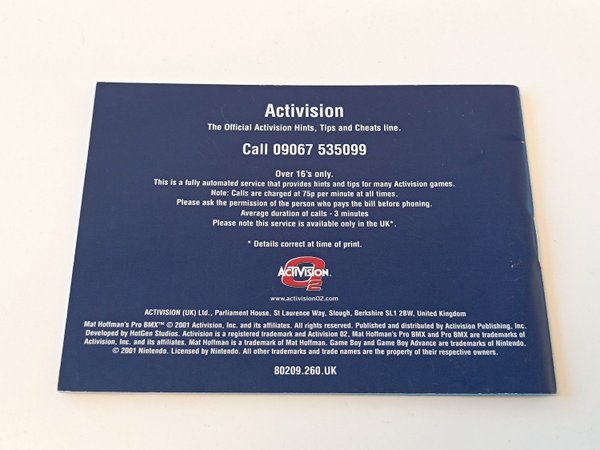 Activision
The Official Activision Hints, Tips and Cheats line.
Call 09067 535099
Over 16's only.
This is a fully automated service that provides hints and tips for many Activision games.
Note: Calls are charged at 75p per minute at all times.
Please ask the permission of the person who pays the bill before phoning.
Average duration of calls - 3 minutes
Please note this service is available only in the UK*.
* Details correct at time of print.
ACTIVISION
O2
www.activisionO2.com
ACTIVISION (UK) Ltd., Parliament House, St Laurence Way, Slough, Berkshire SL1 2BW, United Kingdom
Mat Hoffman's Pro BMX™ © 2001 Activision, Inc. and its affiliates. All rights reserved. Published and distributed by Activision Publishing, Inc.
Developed by HotGen Studios. Activision is a registered trademark and Activision O2, Mat Hoffman's Pro BMX and Pro BMX are trademarks of
Activision, Inc. and its affiliates. Mat Hoffman is a trademark of Mat Hoffman. Game Boy and Game Boy Advance are trademarks of Nintendo.
© 2001 Nintendo. Licensed by Nintendo. All other trademarks and trade names are the property of their respective owners.
80209.260.UK